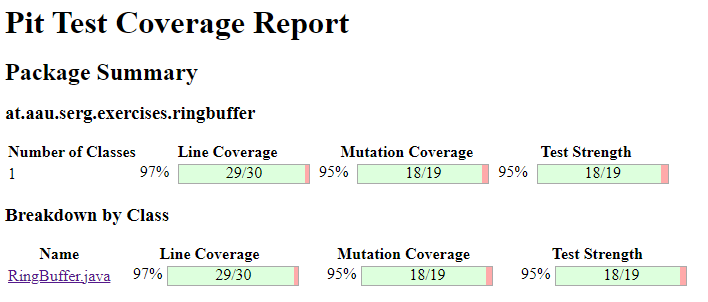 Pit Test Coverage Report
Package Summary
at.aau.serg.exercises.ringbuffer
Number of Classes Line Coverage Mutation Coverage Test Strength
1 97% 29/30 95% 18/19 95% 18/19
Breakdown by Class
Name Line Coverage Mutation Coverage Test Strength
RingBuffer.java 97% 29/30 95% 18/19 95% 18/19